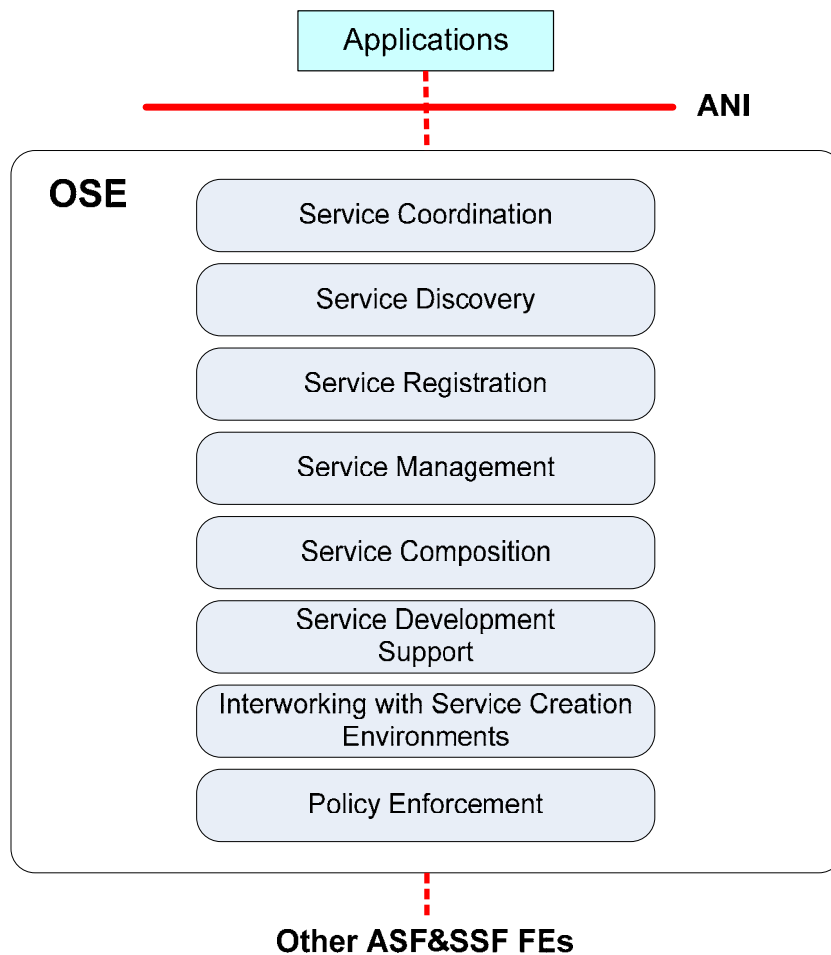 Applications
ANI
OSE
Service Coordination
Service Discovery
Service Registration
Service Management
Service Composition
Service Development
Support
Interworking with Service Creation
Environments
Policy Enforcement
Other ASF&SSF FEs